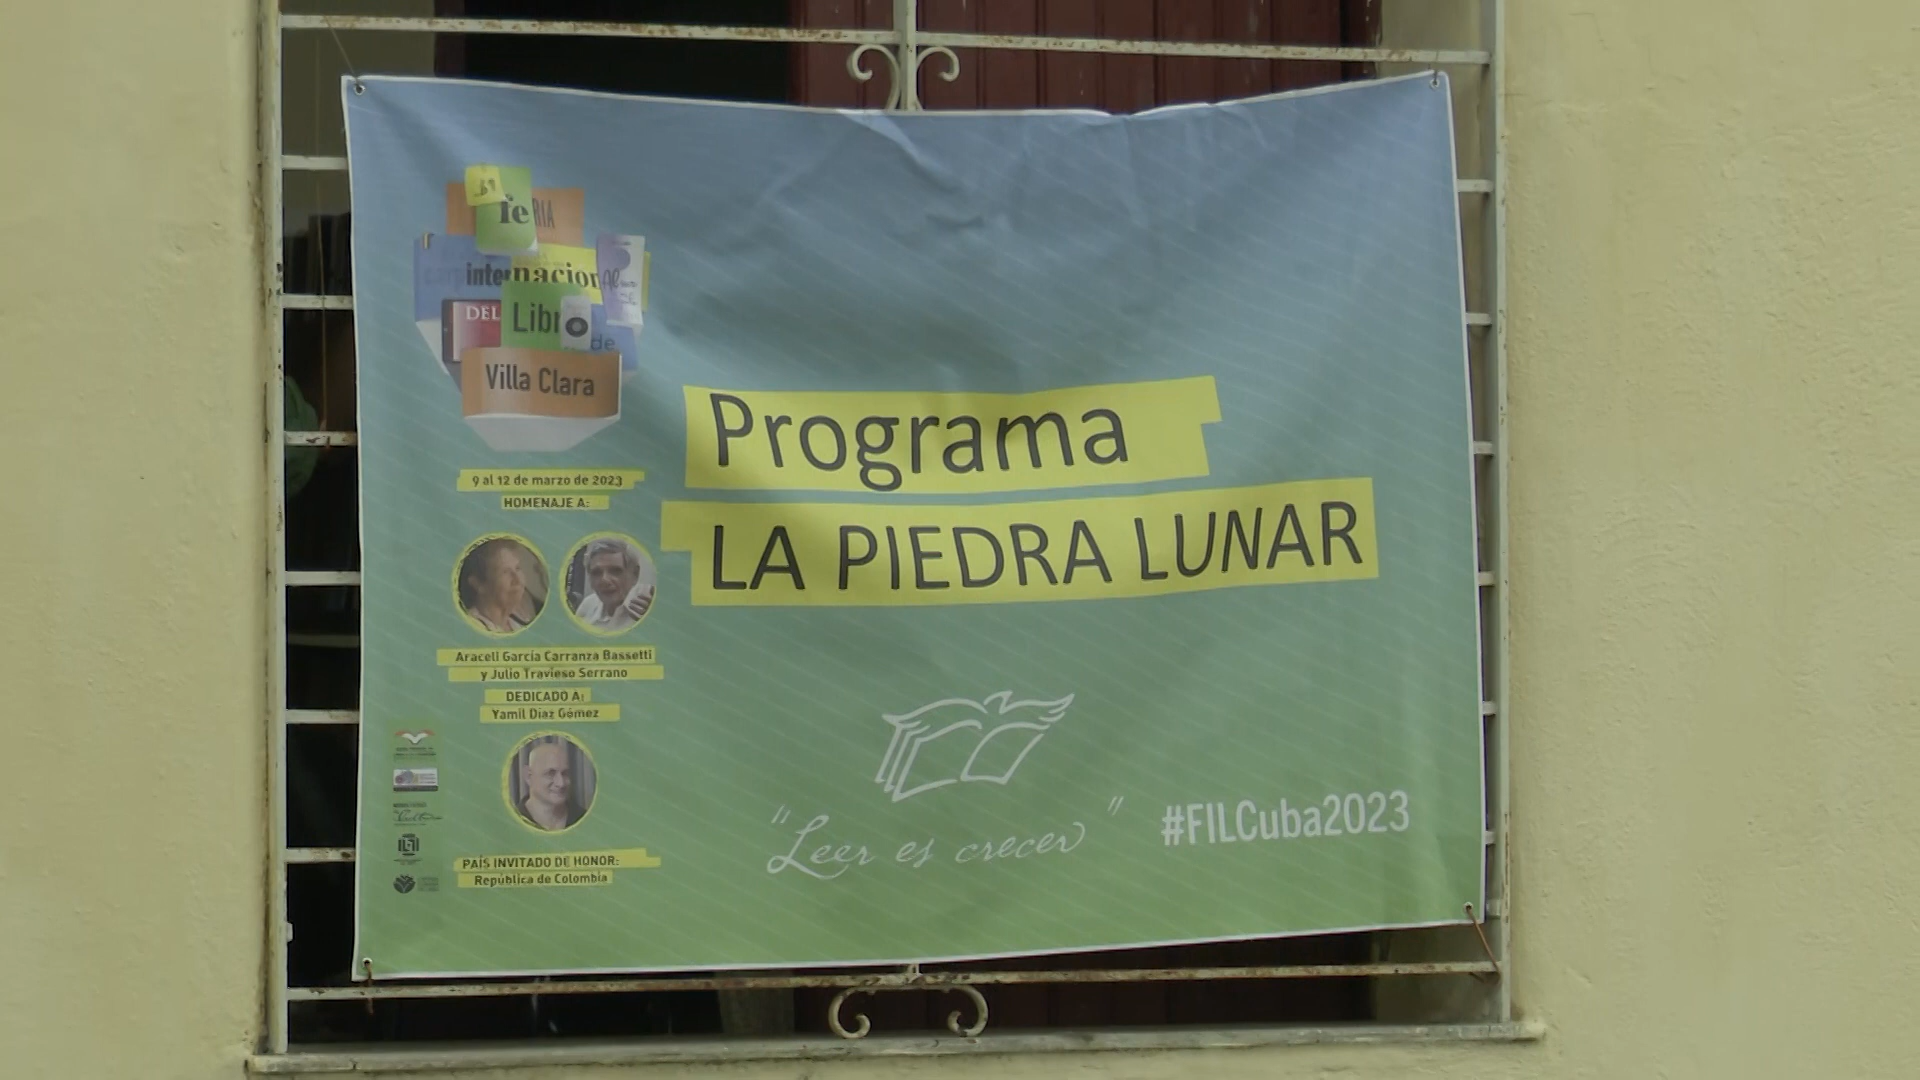 31
feRIA
internacional
DEL Libro
de
Villa Clara
9 al 12 de marzo de 2023
HOMENAJE A:
Araceli García Carranza Bassetti
y Julio Travieso Serrano
DEDICADO A:
Yamil Díaz Gómez
PAÍS INVITADO DE HONOR:
República de Colombia
Programa
LA PIEDRA LUNAR
"Leer es crecer"
#FILCuba2023